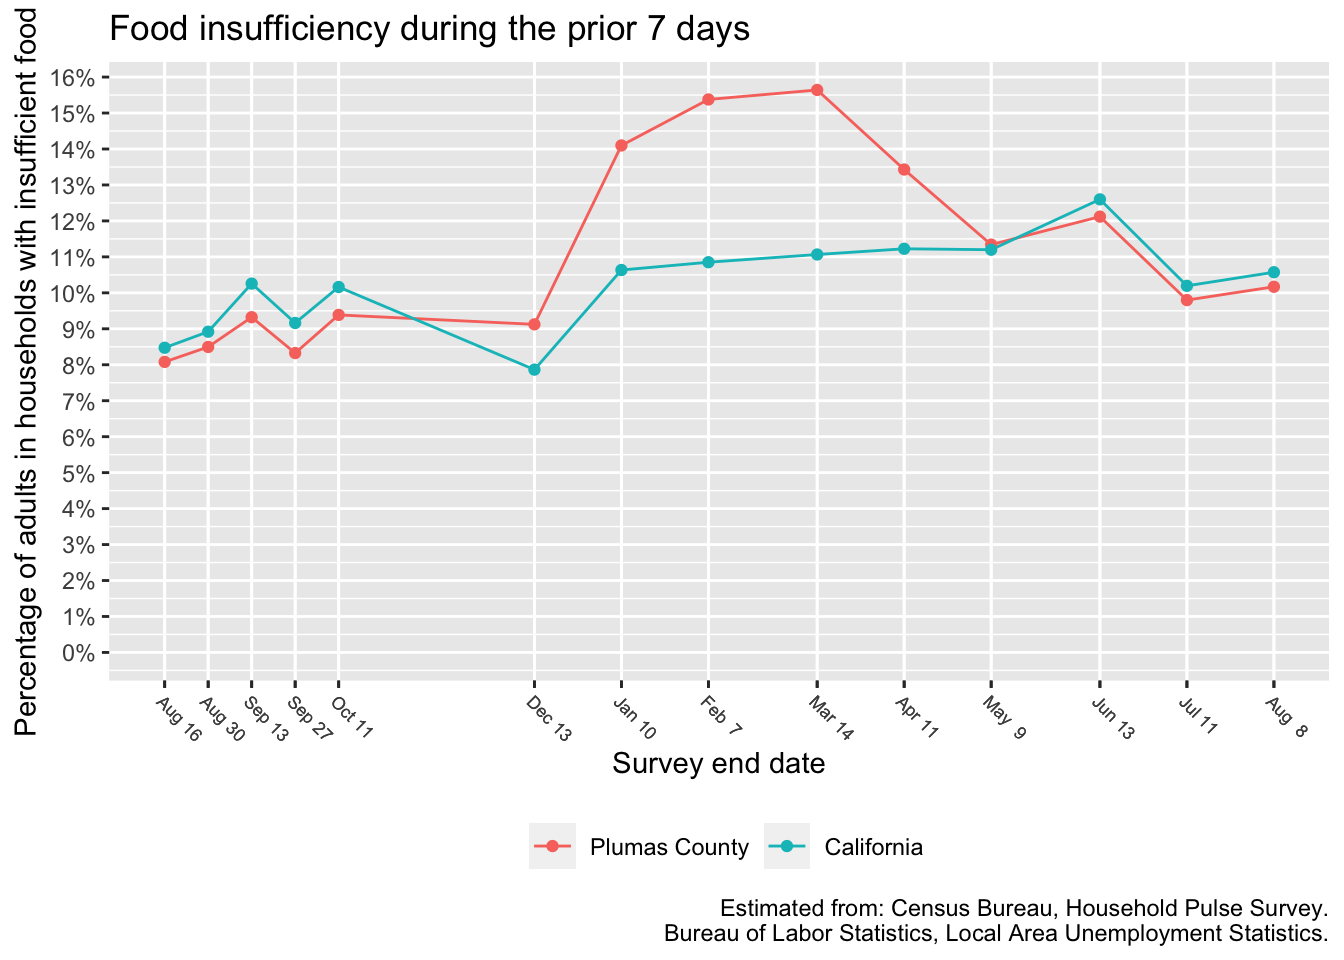 Food insufficiency during the prior 7 days
Percentage of adults in households with insufficient food
16%
15%
14%
13%
12%
11%
10%
9%
8%
7%
6%
5%
4%
3%
2%
1%
0%
Aug 16
Aug 30
Sep 13
Sep 27
Oct 11
Dec 13
Jan 10
Feb 7
Mar 14
Apr 11
May 9
Jun 13
Jul 11
Aug 8
Survey end date
Plumas County
California
Estimated from: Census Bureau, Household Pulse Survey.
Bureau of Labor Statistics, Local Area Unemployment Statistics.